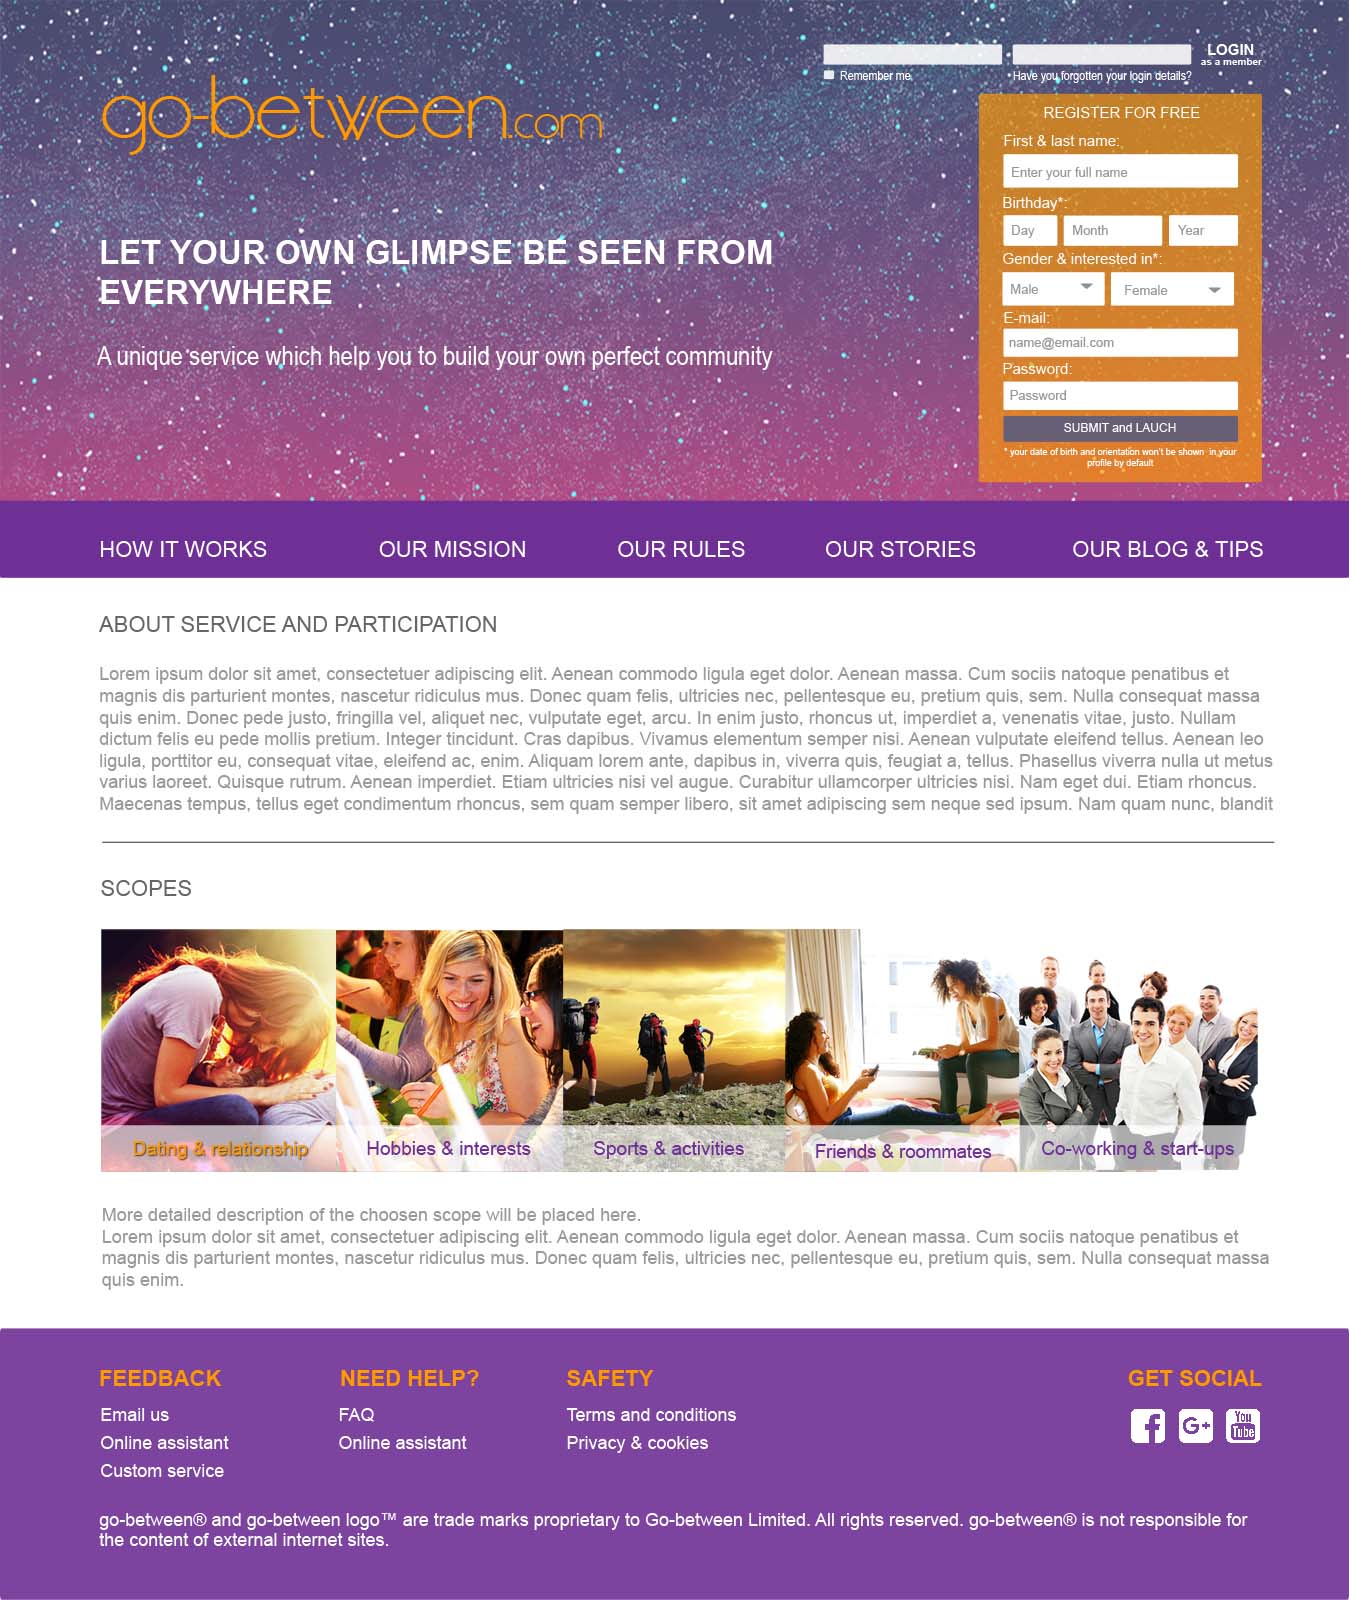 LOGIN
as a member
Remember me
Have you forgotten your login details?
go-between.com
LET YOUR OWN GLIMPSE BE SEEN FROM
EVERYWHERE
A unique service which help you to build your own perfect community
REGISTER FOR FREE
First & last name:
Enter your full name
Birthday*:
Day Month Year
Gender & interested in*:
Male Female
E-mail:
name@email.com
Password:
Password
SUBMIT and LAUCH
* your date of birth and orientation won't be shown in your
profile by default
HOW IT WORKS OUR MISSION OUR RULES OUR STORIES OUR BLOG & TIPS
ABOUT SERVICE AND PARTICIPATION
Lorem ipsum dolor sit amet, consectetuer adipiscing elit. Aenean commodo ligula eget dolor. Aenean massa. Cum sociis natoque penatibus et
magnis dis parturient montes, nascetur ridiculus mus. Donec quam felis, ultricies nec, pellentesque eu, pretium quis, sem. Nulla consequat massa
quis enim. Donec pede justo, fringilla vel, aliquet nec, vulputate eget, arcu. In enim justo, rhoncus ut, imperdiet a, venenatis vitae, justo. Nullam
dictum felis eu pede mollis pretium. Integer tincidunt. Cras dapibus. Vivamus elementum semper nisi. Aenean vulputate eleifend tellus. Aenean leo
ligula, porttitor eu, consequat vitae, eleifend ac, enim. Aliquam lorem ante, dapibus in, viverra quis, feugiat a, tellus. Phasellus viverra nulla ut metus
varius laoreet. Quisque rutrum. Aenean imperdiet. Etiam ultricies nisi vel augue. Curabitur ullamcorper ultricies nisi. Nam eget dui. Etiam rhoncus.
Maecenas tempus, tellus eget condimentum rhoncus, sem quam semper libero, sit amet adipiscing sem neque sed ipsum. Nam quam nunc, blandit
SCOPES
Dating & relationship Hobbies & interests Sports & activities Friends & roommates Co-working & start-ups
More detailed description of the choosen scope will be placed here.
Lorem ipsum dolor sit amet, consectetuer adipiscing elit. Aenean commodo ligula eget dolor. Aenean massa. Cum sociis natoque penatibus et
magnis dis parturient montes, nascetur ridiculus mus. Donec quam felis, ultricies nec, pellentesque eu, pretium quis, sem. Nulla consequat massa
quis enim.
FEEDBACK
Email us
Online assistant
Custom service
NEED HELP?
FAQ
Online assistant
SAFETY
Terms and conditions
Privacy & cookies
GET SOCIAL
f G+ You
Tube
go-between® and go-between logo™ are trade marks proprietary to Go-between Limited. All rights reserved. go-between® is not responsible for
the content of external internet sites.